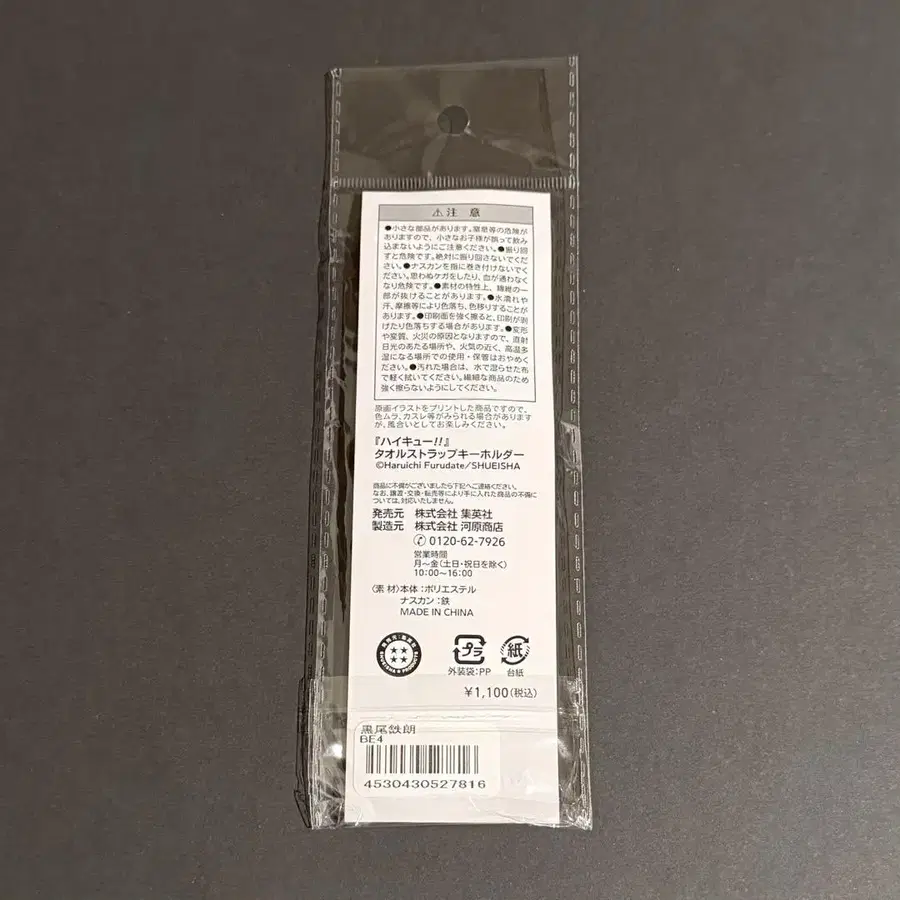 ⚠注 意
●小さな部品があります。窒息等の危険が
ありますので、小さなお子様が誤って飲み
込まないようにご注意ください。●振り回
すと危険です。絶対に振り回さないでくだ
さい。●ナスカンを指に巻き付けないでく
ださい。思わぬケガをしたり、血が通わなく
なり危険です。●素材の特性上、繊維の一
部が抜けることがあります。●水濡れや
汗、摩擦等により色落ち、色移りすることが
あります。●印刷面を強く擦ると、印刷が剥
げたり色落ちする場合があります。●変形
や変質、火災の原因となりますので、直射
日光のあたる場所や、火気の近く、高温多
湿になる場所での使用・保管はおやめく
ださい。●汚れた場合は、水で湿らせた布
で軽く拭いてください。繊細な商品のため
強く擦らないようにしてください。
原画イラストをプリントした商品ですので、
色ムラ、カスレ等がみられる場合があります
が、風合いとしてお楽しみください。
『ハイキュー!!』
タオルストラップキーホルダー
©Haruichi Furudate/SHUEISHA
商品に不備がございましたら下記へご連絡ください。
なお、譲渡・交換・転売等により手に入れた商品の不備に
ついては、対応いたしません。
発売元 株式会社 集英社
製造元 株式会社 河原商店
✆0120-62-7926
営業時間
月~金(土日・祝日を除く)
10:00~16:00
〈素 材〉本体:ポリエステル
ナスカン:鉄
MADE IN CHINA
プラ
紙
外装袋:PP
台紙
¥1,100(税込)
黒尾鉄朗
BE4
4530430527816